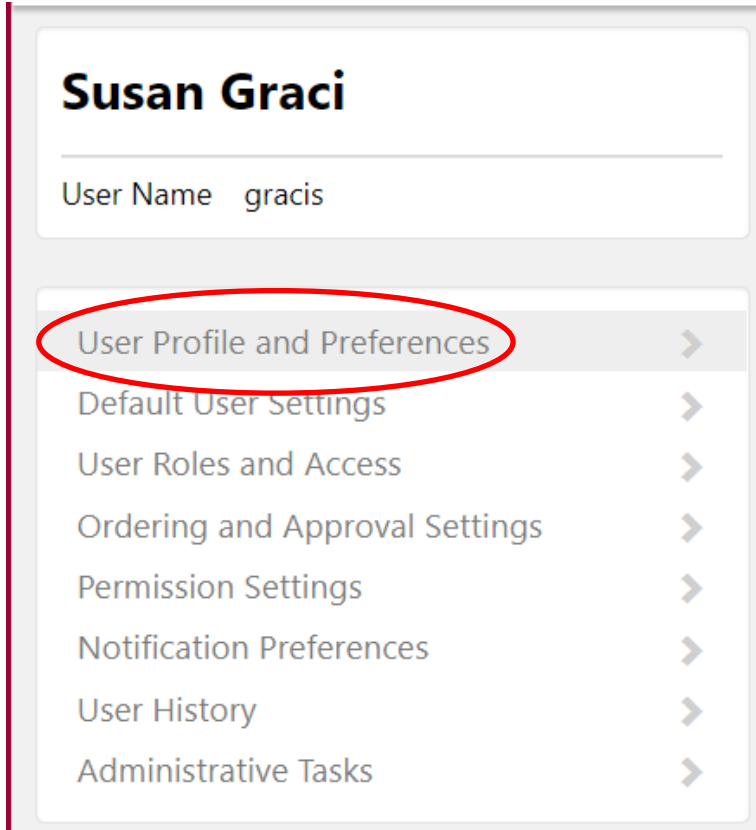 Susan Graci
User Name gracis
User Profile and Preferences
Default User Settings
User Roles and Access
Ordering and Approval Settings
Permission Settings
Notification Preferences
User History
Administrative Tasks